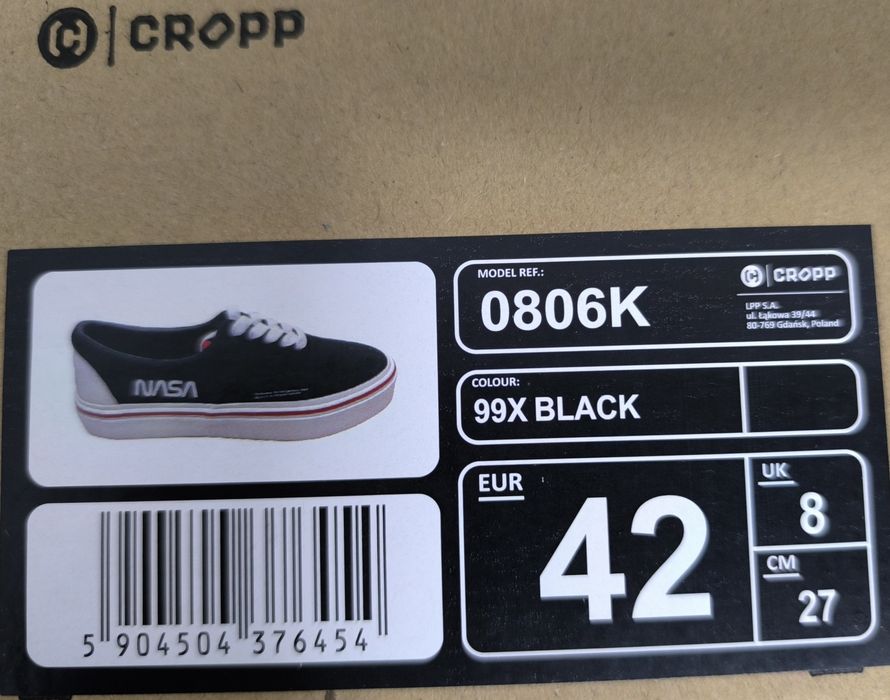 CROPP
NASA
5 904504 376454
MODEL REF.:
0806K
CROPP
LPP S.A.
ul. Łąkowa 39/44
80-769 Gdańsk, Poland
COLOUR:
99X BLACK
EUR
42
UK
8
CM
27